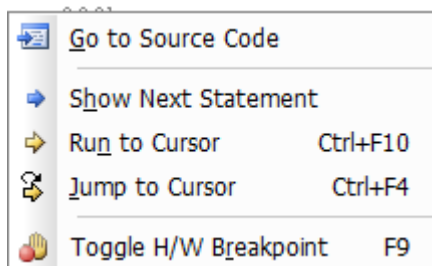 Go to Source Code
Show Next Statement
Run to Cursor Ctrl+F10
Jump to Cursor Ctrl+F4
Toggle H/W Breakpoint F9